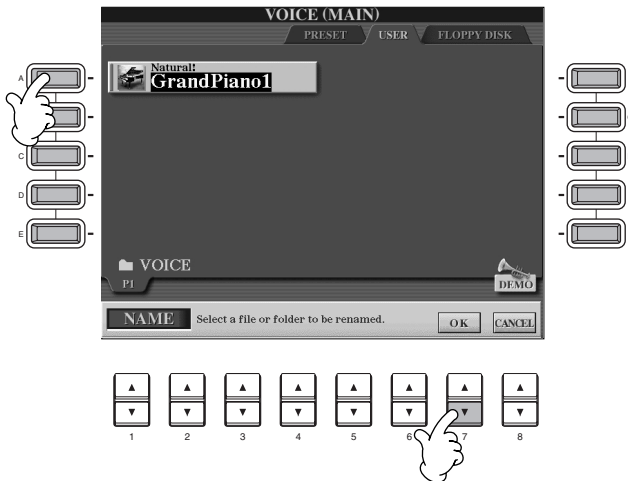 VOICE (MAIN)
PRESET USER FLOPPY DISK
Natural!
GrandPiano1
A
C
D
E
VOICE
P1
DEMO
NAME Select a file or folder to be renamed. OK CANCEL
1 2 3 4 5 6 7 8